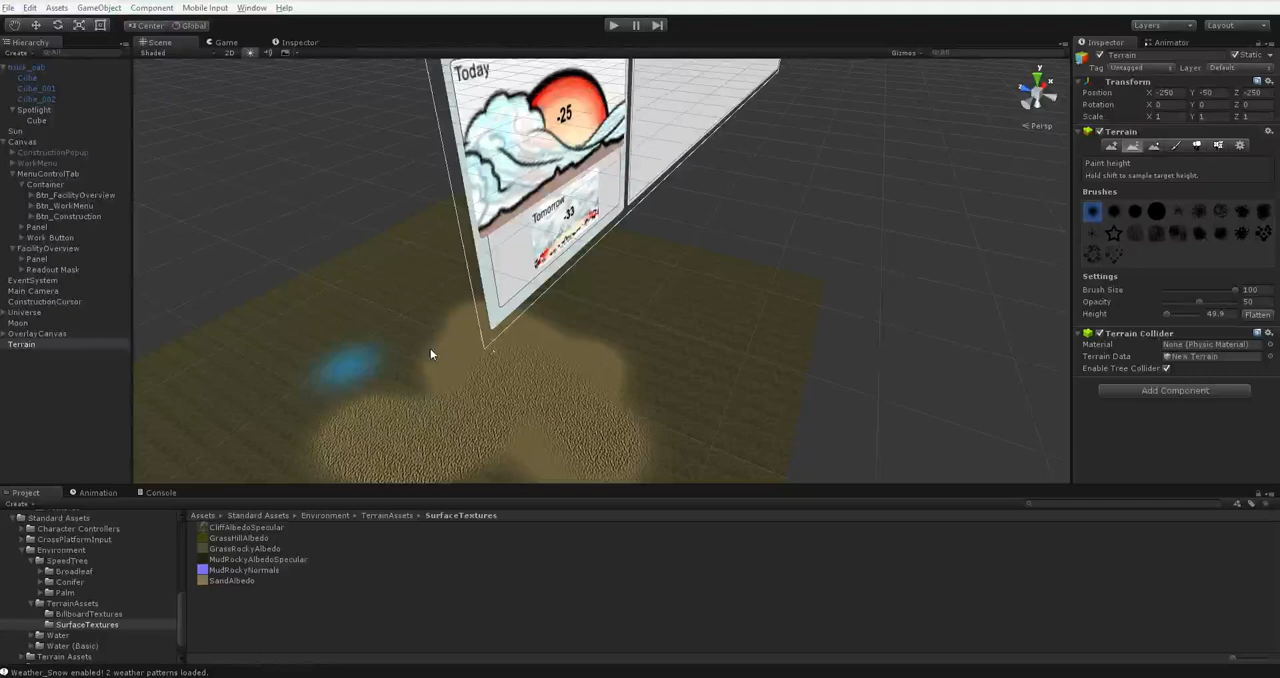 File Edit Assets GameObject Component Mobile Input Window Help
Center Global
Layers Layout
Hierarchy
Scene Game Inspector
Inspector Animator
Create All
Shaded 2D
Gizmos All
Terrain Static
Tag Untagged Layer Default
Transform
Position X -250 Y -50 Z -250
Rotation X 0 Y 0 Z 0
Scale X 1 Y 1 Z 1
Terrain
Paint height
Hold shift to sample target height.
Brushes
Settings
Brush Size 100
Opacity 50
Height 49.9 Flatten
Terrain Collider
Material None (Physic Material)
Terrain Data New Terrain
Enable Tree Collider
Add Component
Cube
Cube_001
Cube_002
Spotlight
Cube
Sun
Canvas
ConstructionPopup
WorkMenu
MenuControlTab
Container
Btn_FacilityOverview
Btn_WorkMenu
Btn_Construction
Panel
Work Button
FacilityOverview
Panel
Readout Mask
EventSystem
Main Camera
ConstructionCursor
Universe
Moon
OverlayCanvas
Terrain
Today
-25
Tomorrow
-33
y
x
z
Persp
Project Animation Console
Create
Standard Assets
Character Controllers
CrossPlatformInput
Environment
SpeedTree
Broadleaf
Conifer
Palm
TerrainAssets
BillboardTextures
SurfaceTextures
Water
Water (Basic)
Terrain Assets
Assets Standard Assets Environment TerrainAssets SurfaceTextures
CliffAlbedoSpecular
GrassHillAlbedo
GrassRockyAlbedo
MudRockyAlbedoSpecular
MudRockyNormals
SandAlbedo
Weather_Snow enabled! 2 weather patterns loaded.